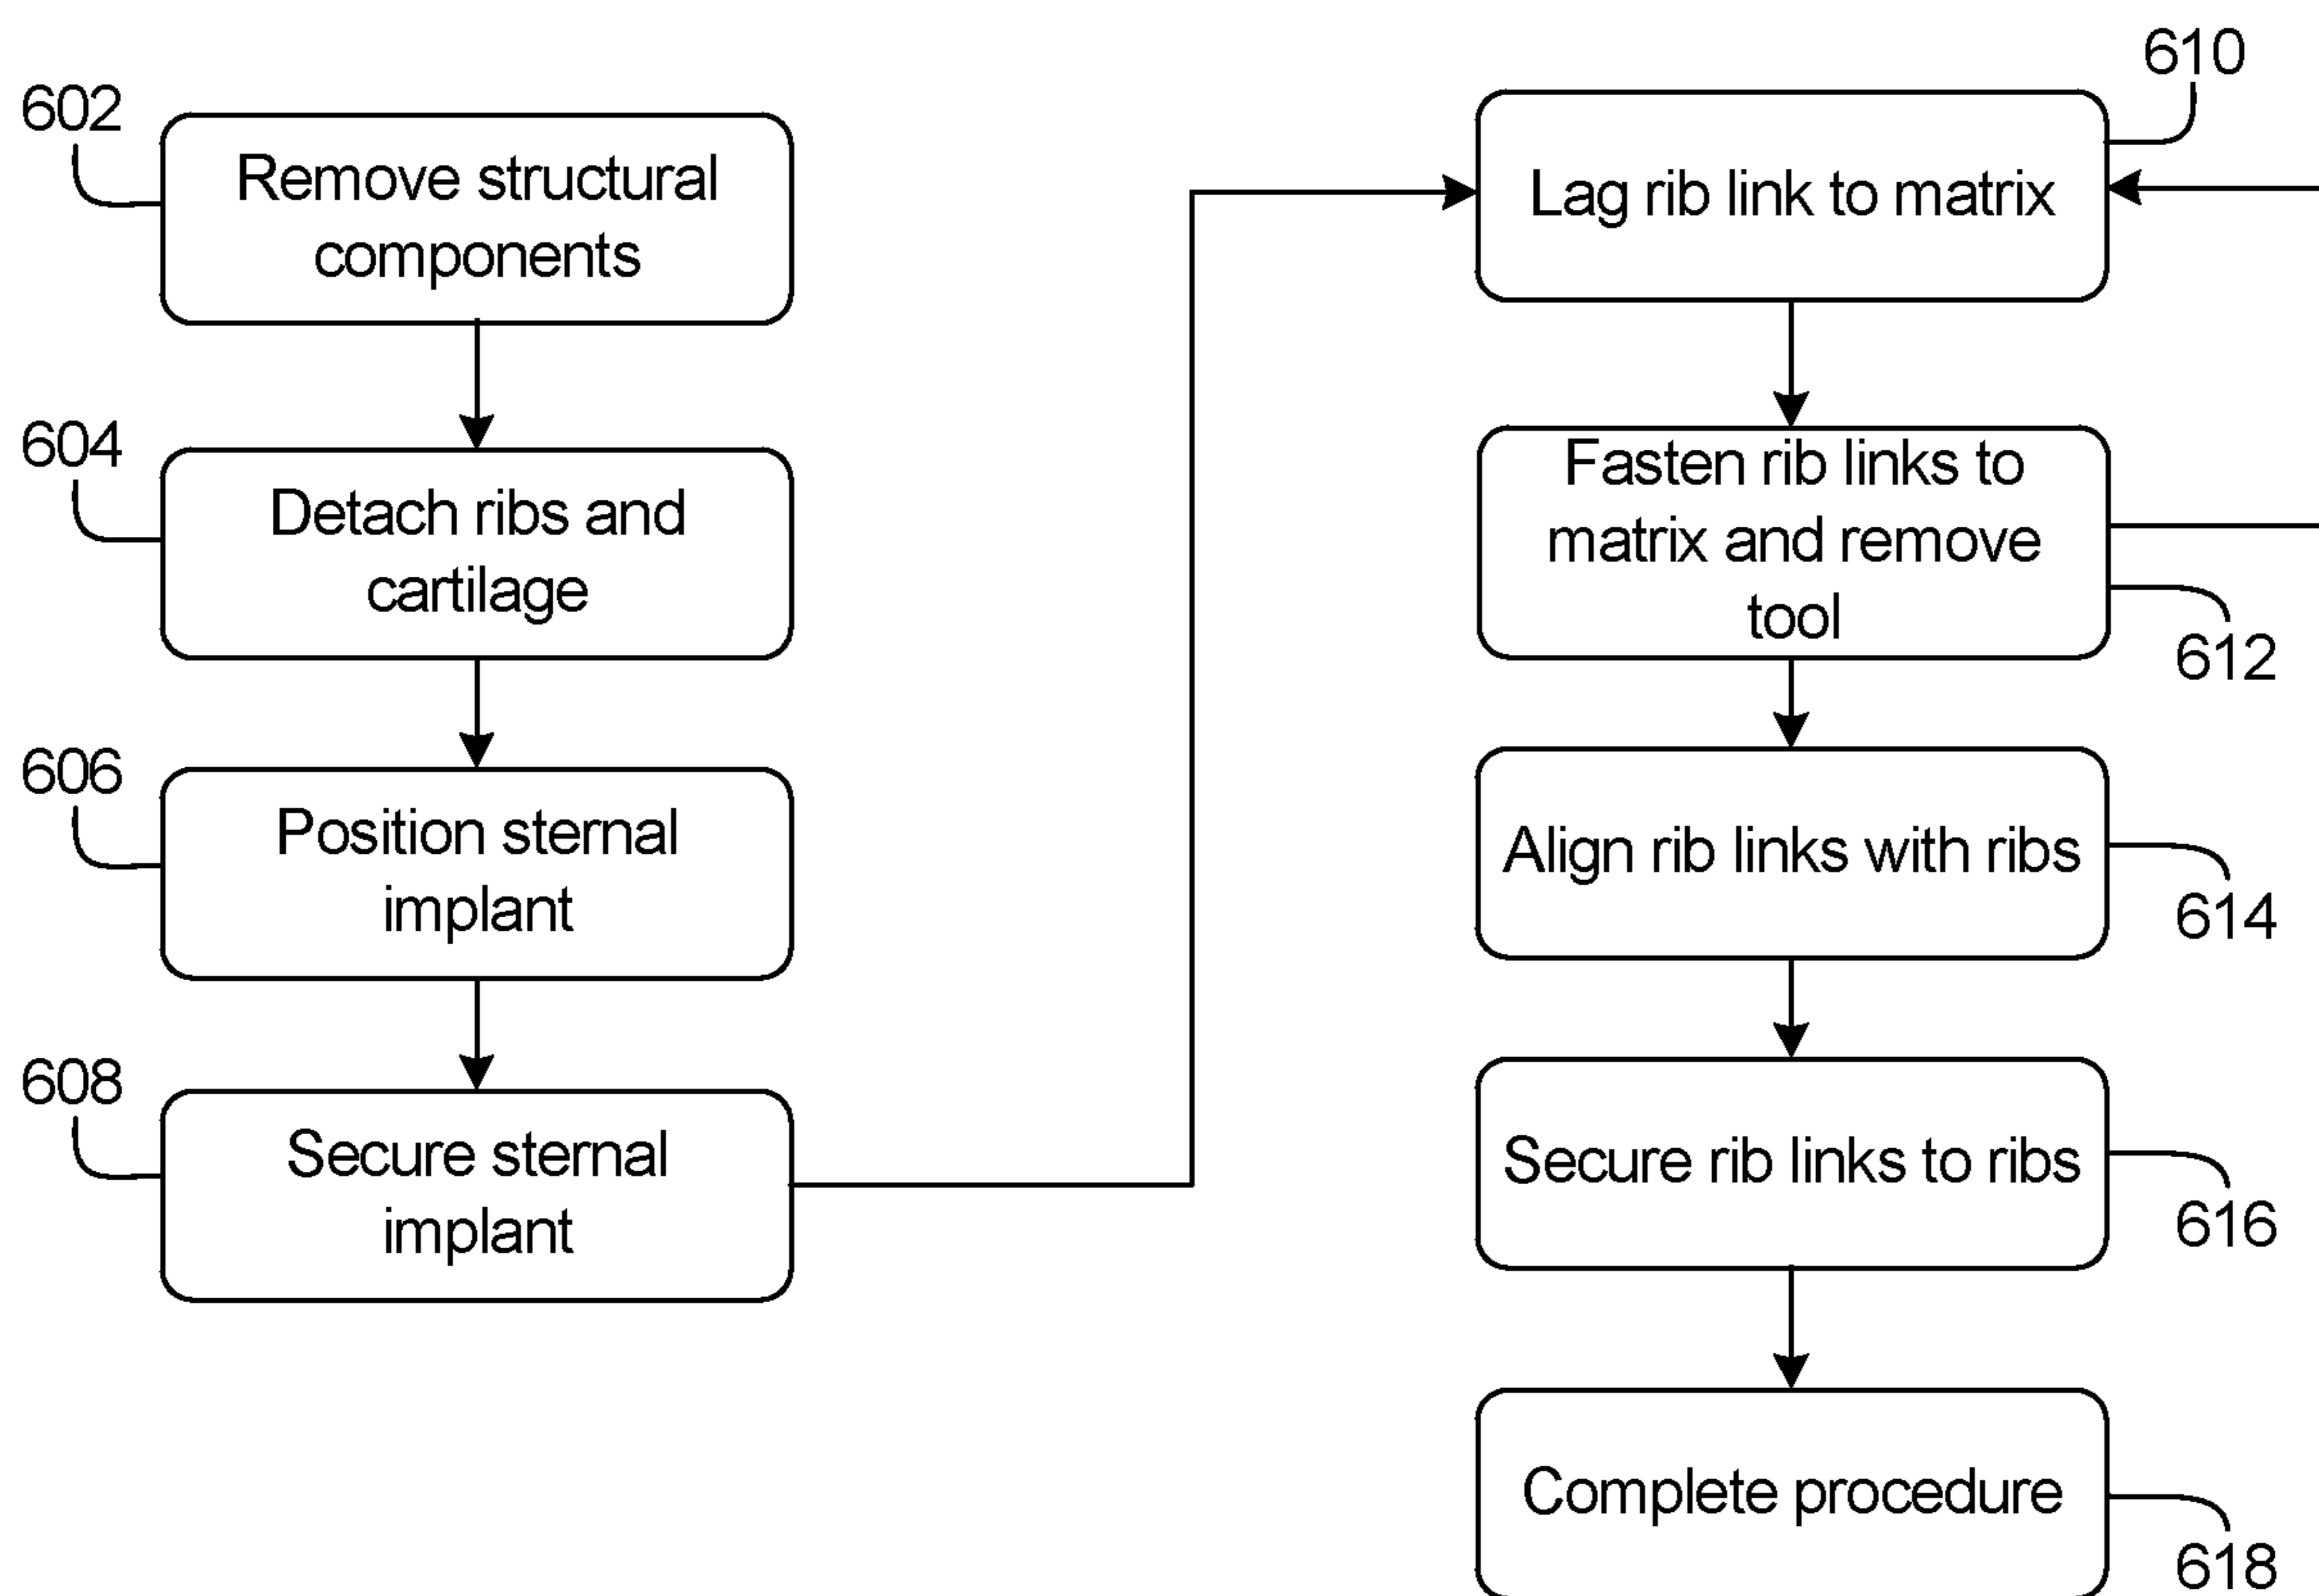 602
Remove structural
components
604
Detach ribs and
cartilage
606
Position sternal
implant
608
Secure sternal
implant
610
Lag rib link to matrix
Fasten rib links to
matrix and remove
tool
612
Align rib links with ribs
614
Secure rib links to ribs
616
Complete procedure
618